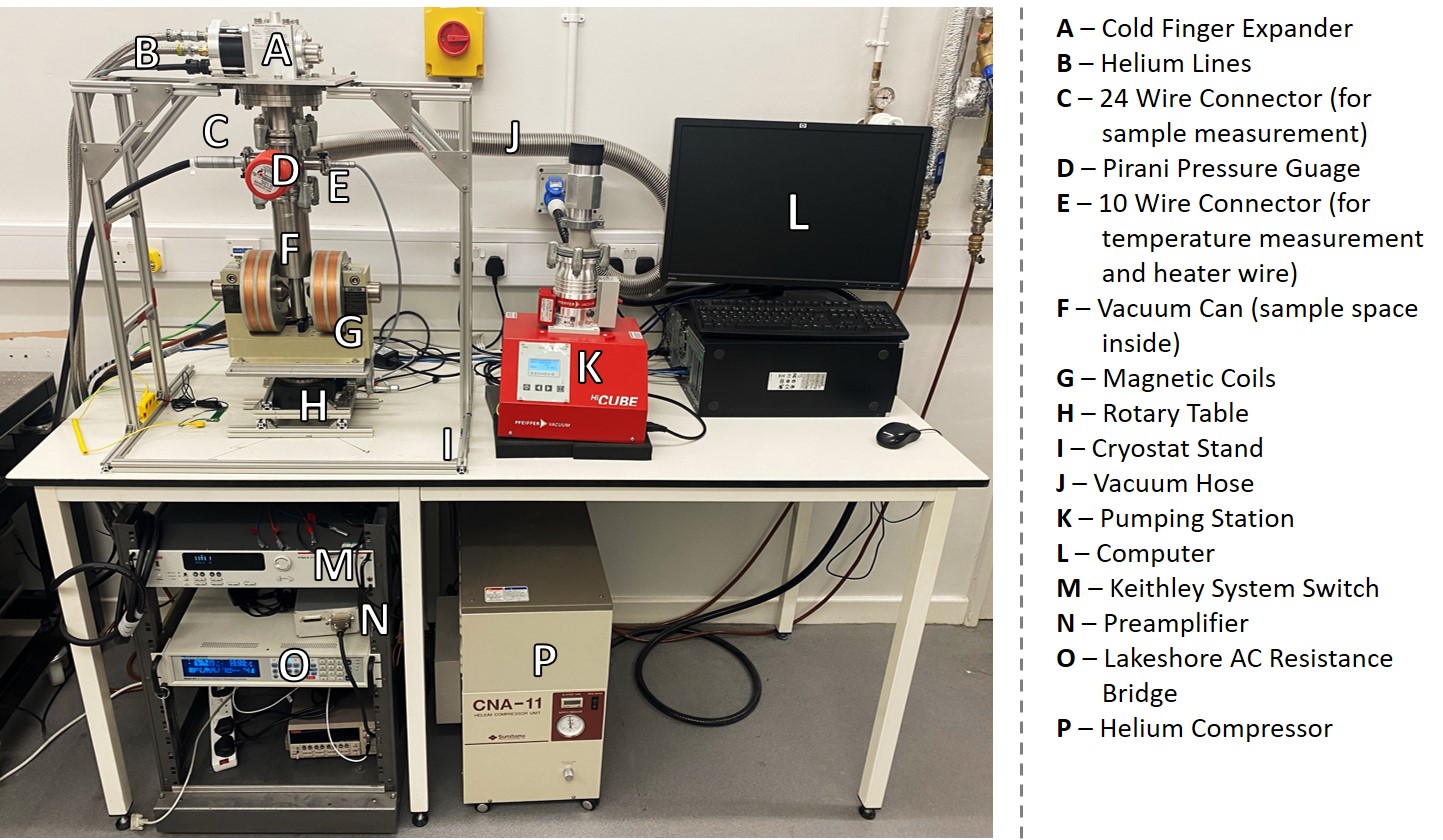 A
B
C
D
E
F
G
H
I
J
K
L
M
N
O
P
HiCUBE
PFEIFFER VACUUM
PFEIFFER VACUUM
hp
CNA-11
HELIUM COMPRESSOR UNIT
Sumitomo
A – Cold Finger Expander
B – Helium Lines
C – 24 Wire Connector (for
sample measurement)
D – Pirani Pressure Guage
E – 10 Wire Connector (for
temperature measurement
and heater wire)
F – Vacuum Can (sample space
inside)
G – Magnetic Coils
H – Rotary Table
I – Cryostat Stand
J – Vacuum Hose
K – Pumping Station
L – Computer
M – Keithley System Switch
N – Preamplifier
O – Lakeshore AC Resistance
Bridge
P – Helium Compressor